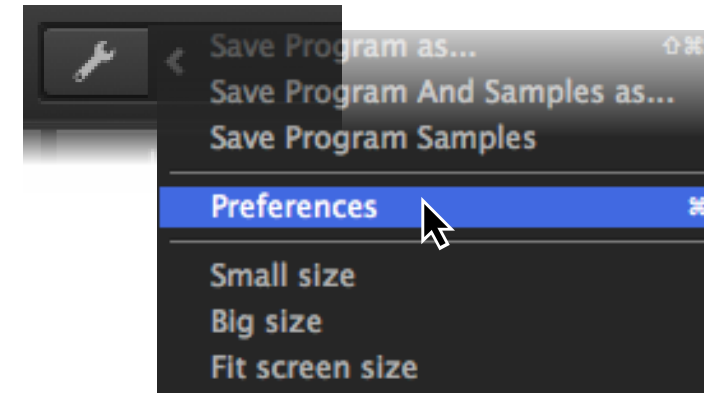 Save Program as... ⇧⌘
Save Program And Samples as...
Save Program Samples
Preferences ⌘
Small size
Big size
Fit screen size